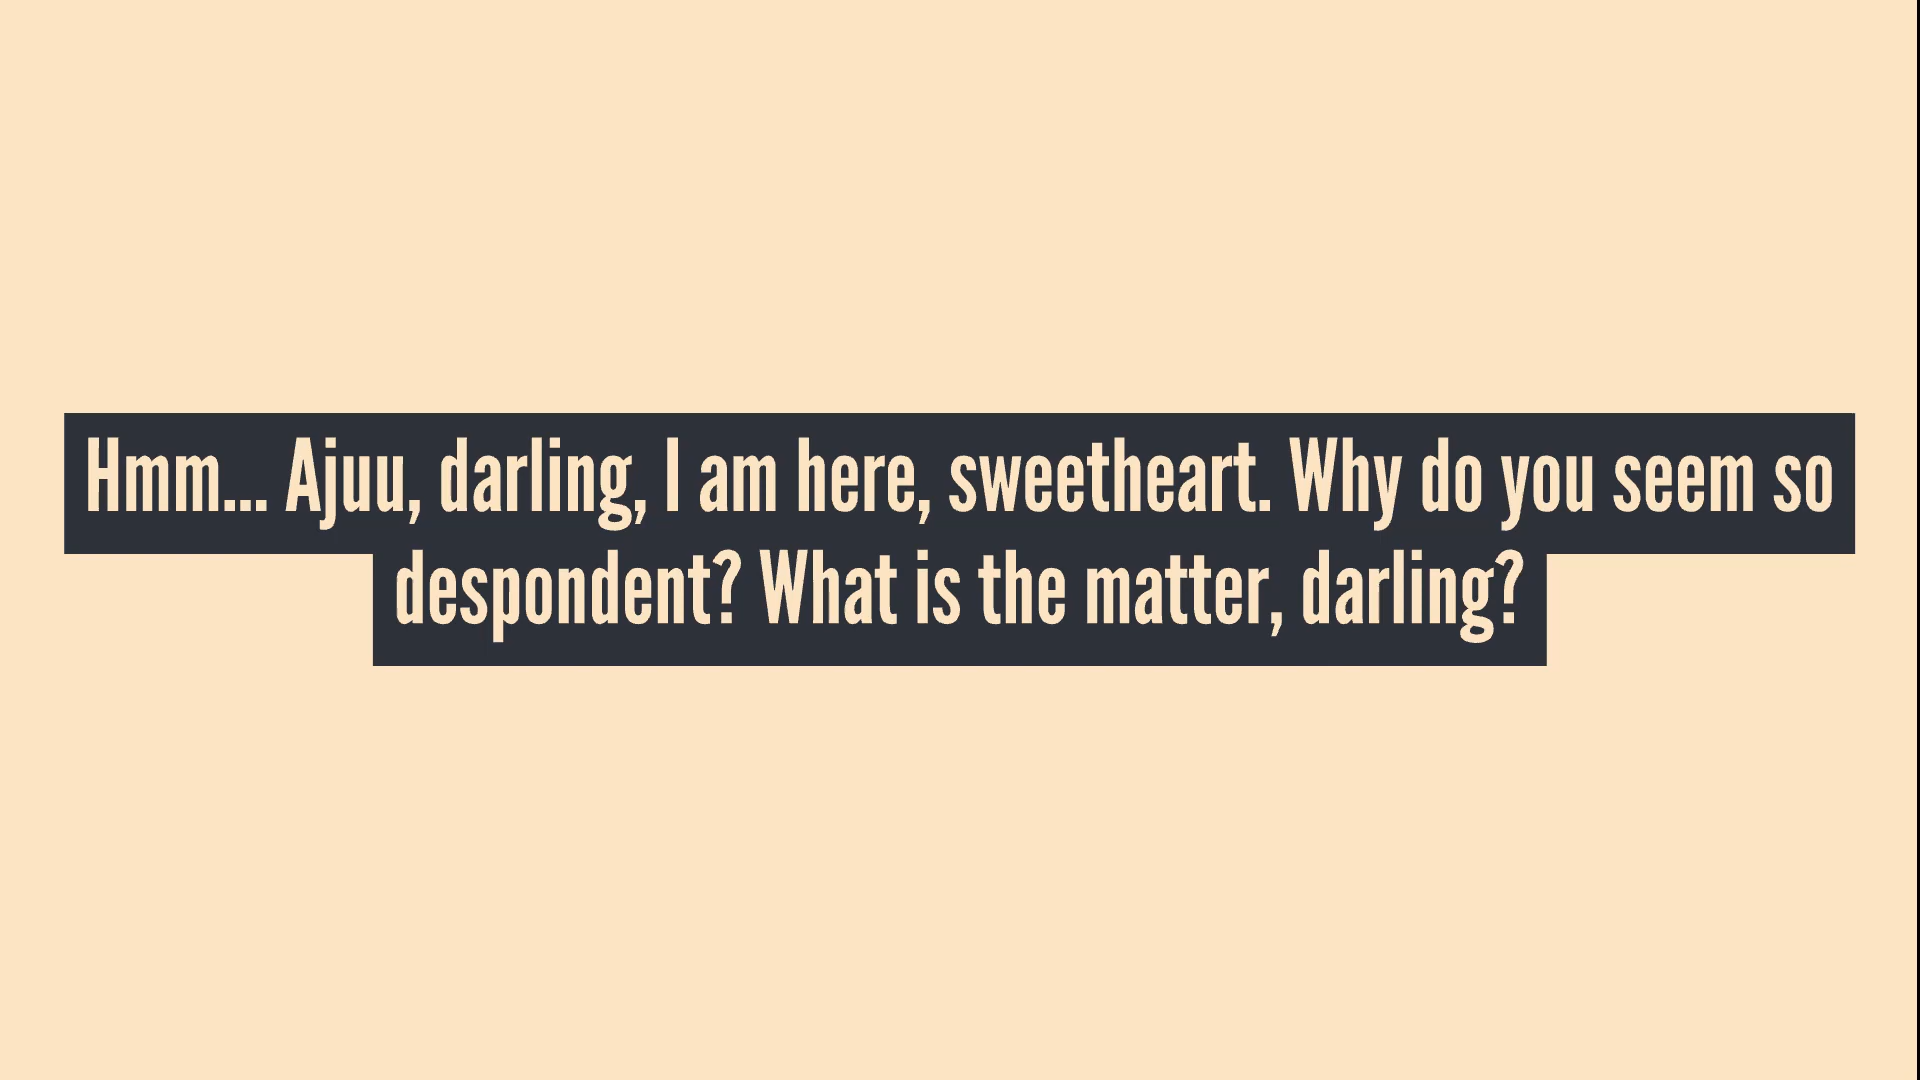 Hmm... Ajuu, darling, I am here, sweetheart. Why do you seem so
despondent? What is the matter, darling?